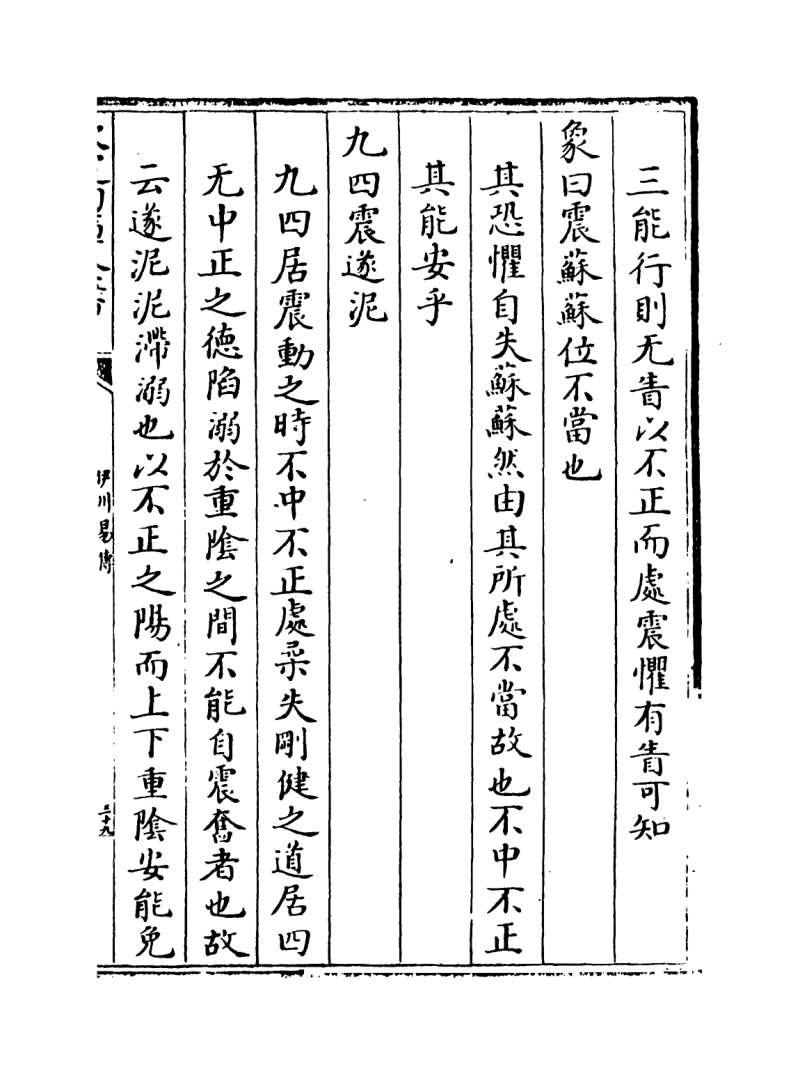 三能行則无眚以不正而處震懼有眚可知
象曰震蘇蘇位不當也
其恐懼自失蘇蘇然由其所處不當故也不中不正
其能安乎
九四震遂泥
九四居震動之時不中不正處柔失剛健之道居四
无中正之德陷溺於重陰之間不能自震奮者也故
云遂泥泥滯溺也以不正之陽而上下重陰安能免
伊川易傳
二十九